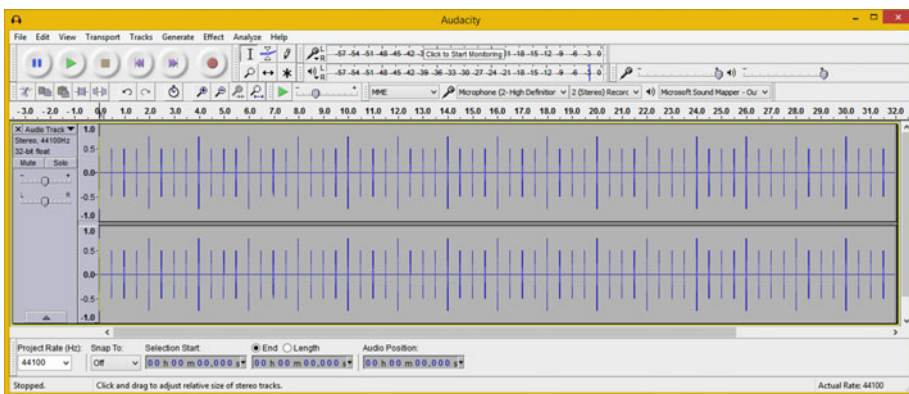 Audacity
File Edit View Transport Tracks Generate Effect Analyze Help
-57 -54 -51 -48 -45 -42 -3 Click to Start Monitoring -18 -15 -12 -9 -6 -3 0
-57 -54 -51 -48 -45 -42 -39 -36 -33 -30 -27 -24 -21 -18 -15 -12 -9 -6 -3 0
MME Microphone (2- High Definitior 2 (Stereo) Recorc Microsoft Sound Mapper - Ou
-3.0 -2.0 -1.0 0.0 1.0 2.0 3.0 4.0 5.0 6.0 7.0 8.0 9.0 10.0 11.0 12.0 13.0 14.0 15.0 16.0 17.0 18.0 19.0 20.0 21.0 22.0 23.0 24.0 25.0 26.0 27.0 28.0 29.0 30.0 31.0 32.0
X Audio Track 1.0
Stereo, 44100Hz
32-bit float 0.5
Mute Solo
- + 0.0
L R -0.5
-1.0
1.0
0.5
0.0
-0.5
-1.0
Project Rate (Hz): Snap To: Selection Start: End Length Audio Position:
44100 Off 00 h 00 m 00,000 s 00 h 00 m 00,000 s 00 h 00 m 00,000 s
Stopped. Click and drag to adjust relative size of stereo tracks. Actual Rate: 44100